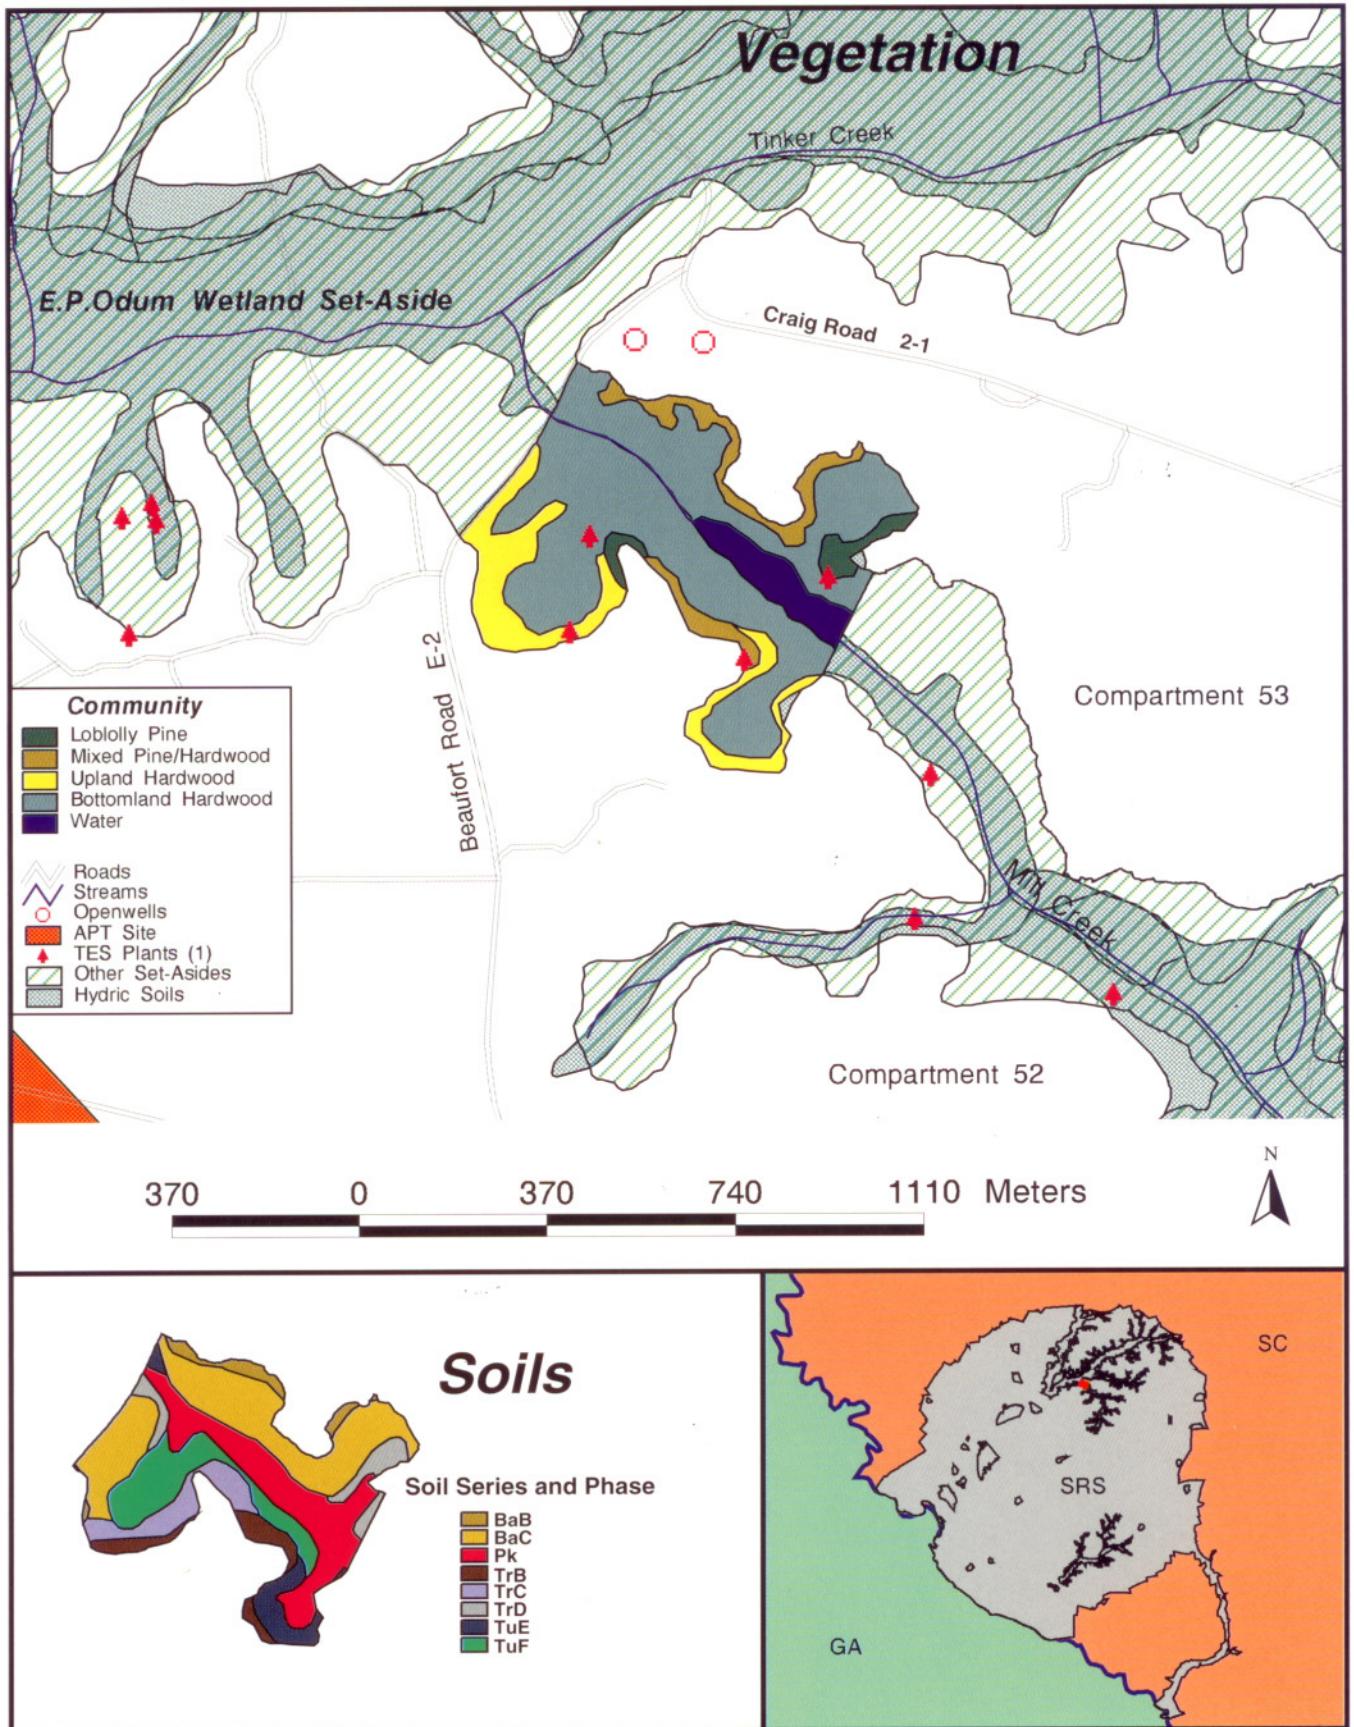 Vegetation
Tinker Creek
E.P.Odum Wetland Set-Aside
Craig Road 2-1
Beaufort Road E-2
Compartment 53
Mill Creek
Compartment 52
Community
Loblolly Pine
Mixed Pine/Hardwood
Upland Hardwood
Bottomland Hardwood
Water
Roads
Streams
Openwells
APT Site
TES Plants (1)
Other Set-Asides
Hydric Soils
370 0 370 740 1110 Meters
N
Soils
Soil Series and Phase
BaB
BaC
Pk
TrB
TrC
TrD
TuE
TuF
SC
SRS
GA